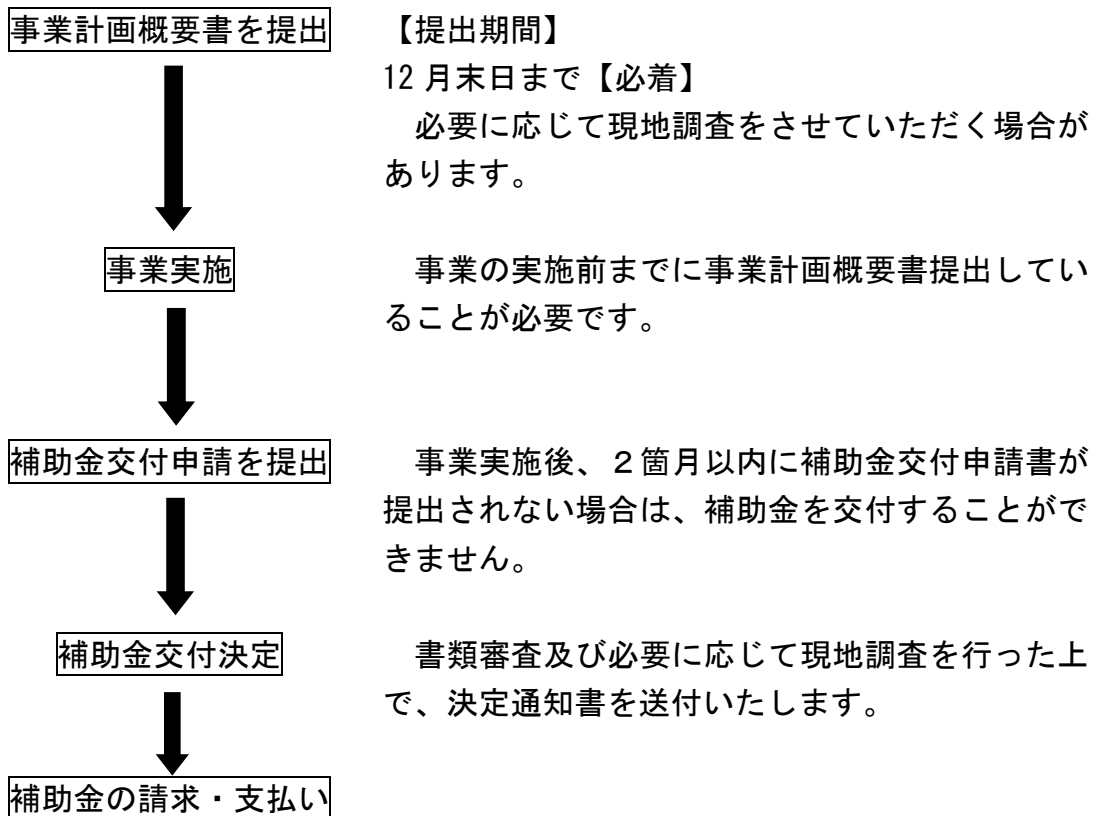 事業計画概要書を提出
【提出期間】
12月末日まで【必着】
必要に応じて現地調査をさせていただく場合が
あります。
事業実施
事業の実施前までに事業計画概要書提出してい
ることが必要です。
補助金交付申請を提出
事業実施後、２箇月以内に補助金交付申請書が
提出されない場合は、補助金を交付することがで
きません。
補助金交付決定
書類審査及び必要に応じて現地調査を行った上
で、決定通知書を送付いたします。
補助金の請求・支払い